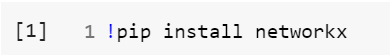 [1] 1 !pip install networkx